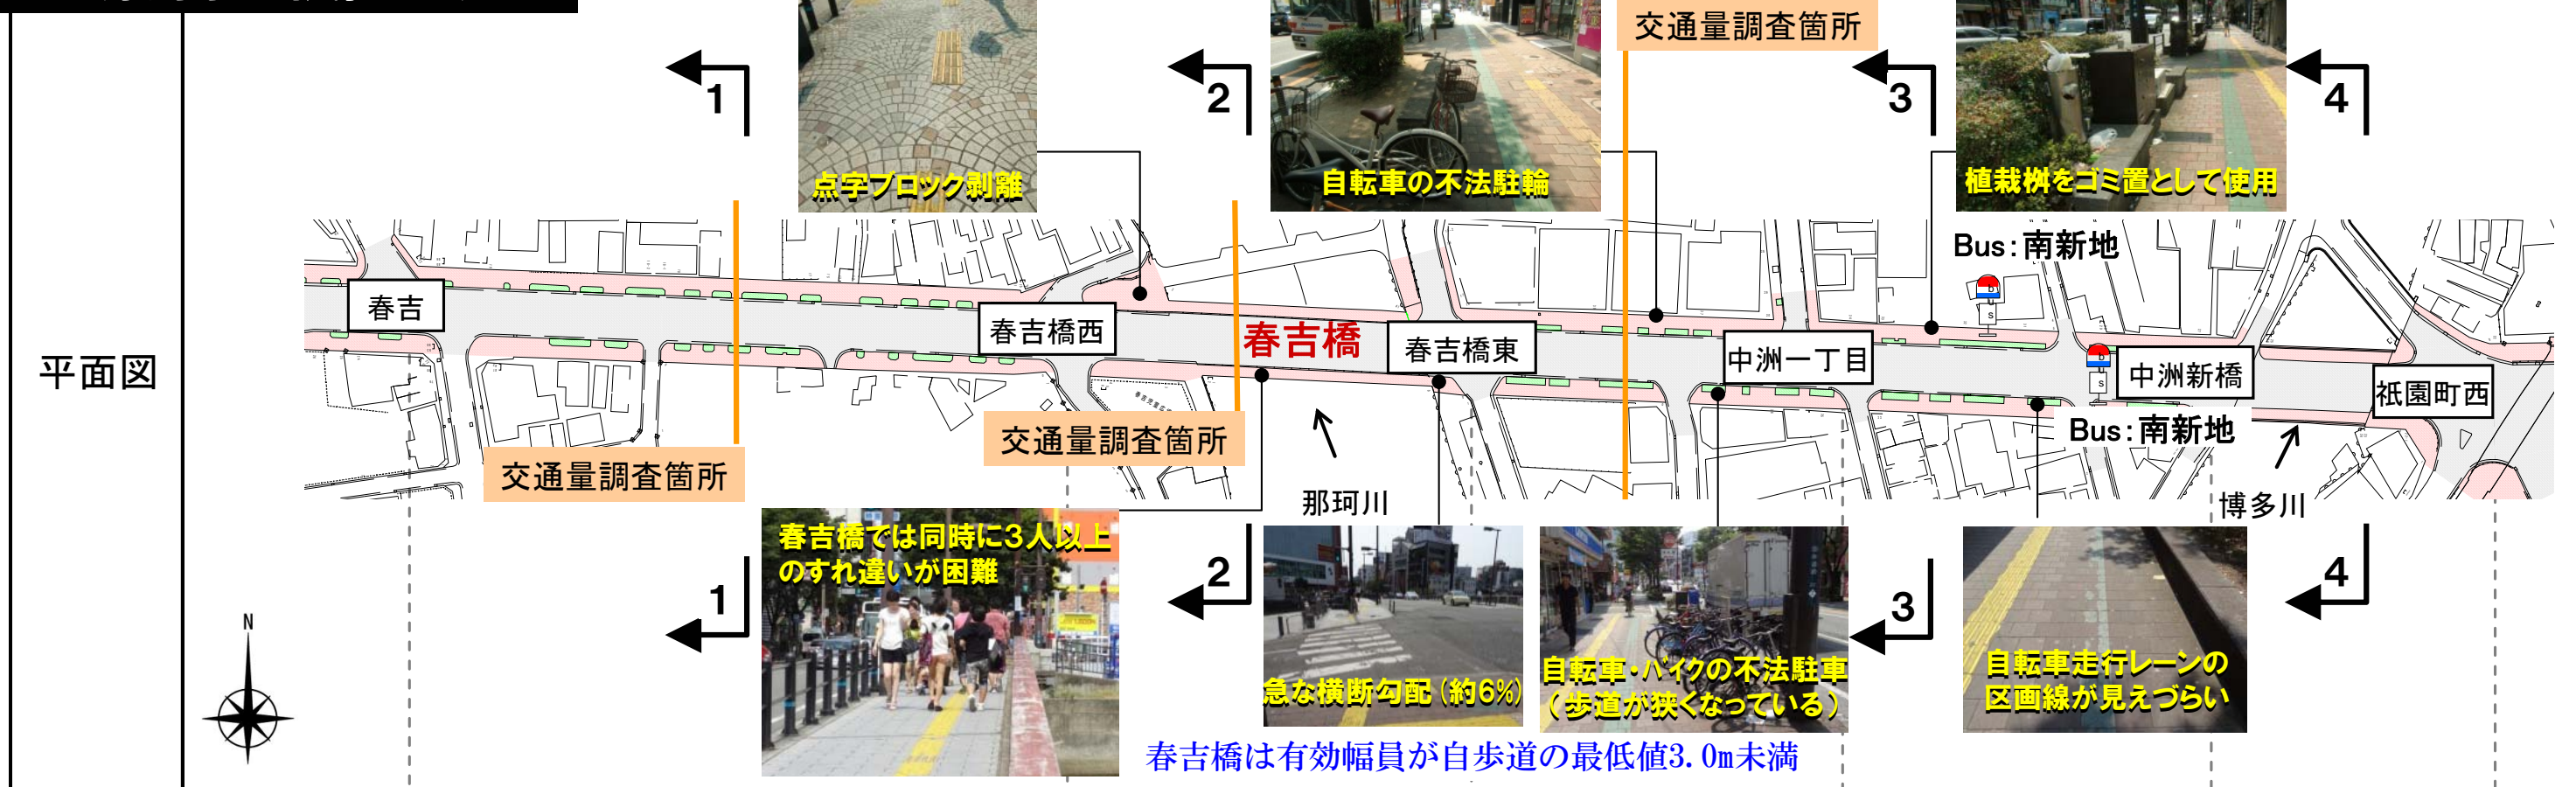 交通量調査箇所
1
2
3
4
点字ブロック剥離
自転車の不法駐輪
植栽桝をゴミ置として使用
Bus：南新地
平面図
春吉
春吉橋西
春吉橋
春吉橋東
中洲一丁目
中洲新橋
祇園町西
交通量調査箇所
交通量調査箇所
Bus：南新地
那珂川
博多川
春吉橋では同時に３人以上
のすれ違いが困難
1
2
3
4
N
急な横断勾配（約6%）
自転車・バイクの不法駐車
（歩道が狭くなっている）
自転車走行レーンの
区画線が見えづらい
春吉橋は有効幅員が自歩道の最低値3.0m未満